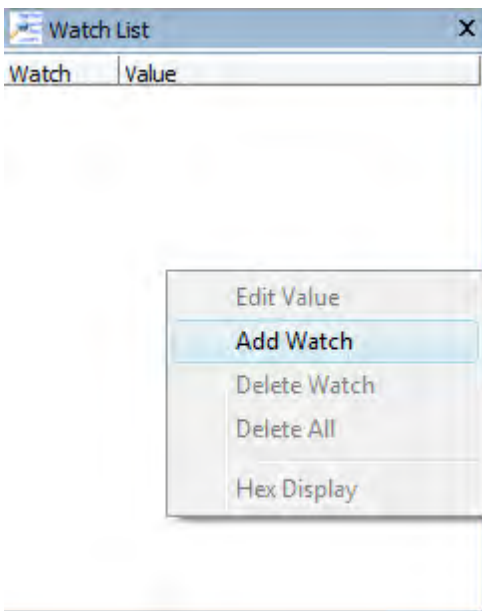 Watch List
Watch Value
Edit Value
Add Watch
Delete Watch
Delete All
Hex Display